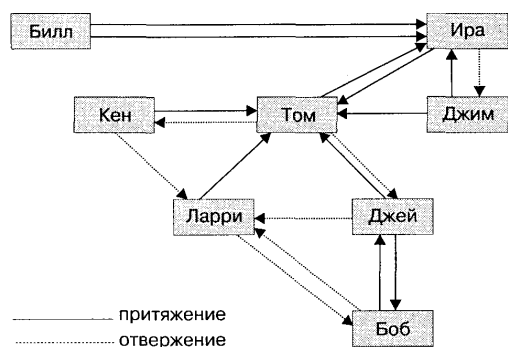 Билл
Ира
Кен
Том
Джим
Ларри
Джей
Боб
притяжение
отвержение